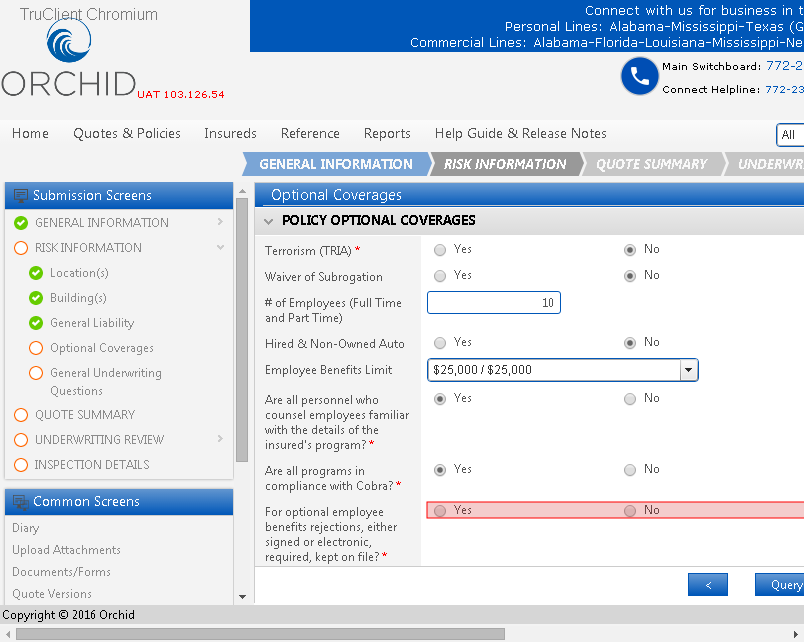 TruClient Chromium
ORCHID
UAT 103.126.54
Connect with us for business in t
Personal Lines: Alabama-Mississippi-Texas (G
Commercial Lines: Alabama-Florida-Louisiana-Mississippi-Ne
Main Switchboard: 772-2
Connect Helpline: 772-23
Home Quotes & Policies Insureds Reference Reports Help Guide & Release Notes All
GENERAL INFORMATION RISK INFORMATION QUOTE SUMMARY UNDERWR
Submission Screens
GENERAL INFORMATION
RISK INFORMATION
Location(s)
Building(s)
General Liability
Optional Coverages
General Underwriting
Questions
QUOTE SUMMARY
UNDERWRITING REVIEW
INSPECTION DETAILS
Common Screens
Diary
Upload Attachments
Documents/Forms
Quote Versions
Optional Coverages
POLICY OPTIONAL COVERAGES
Terrorism (TRIA) * Yes No
Waiver of Subrogation Yes No
# of Employees (Full Time 10
and Part Time)
Hired & Non-Owned Auto Yes No
Employee Benefits Limit $25,000 / $25,000
Are all personnel who Yes No
counsel employees familiar
with the details of the
insured's program? *
Are all programs in Yes No
compliance with Cobra? *
For optional employee Yes No
benefits rejections, either
signed or electronic,
required, kept on file? *
< Query
Copyright © 2016 Orchid